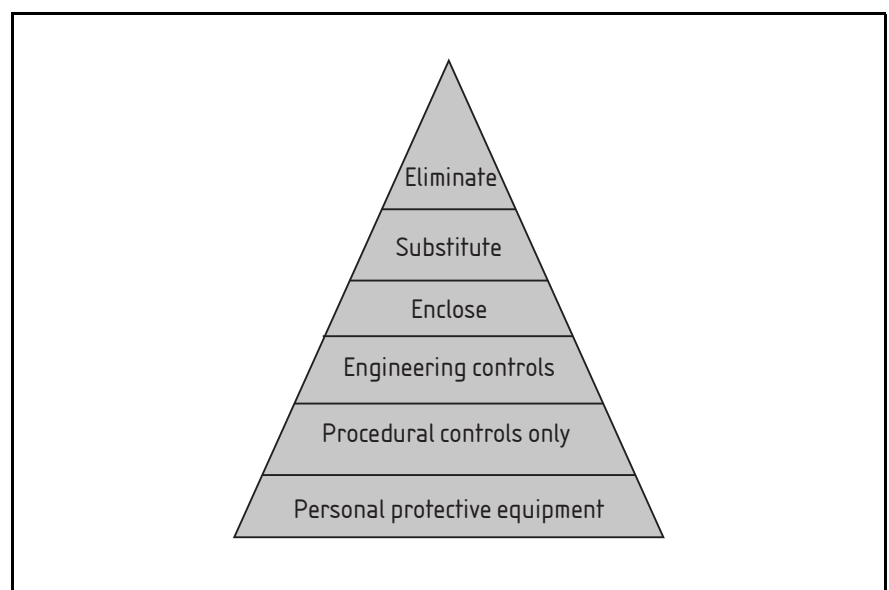 Eliminate
Substitute
Enclose
Engineering controls
Procedural controls only
Personal protective equipment